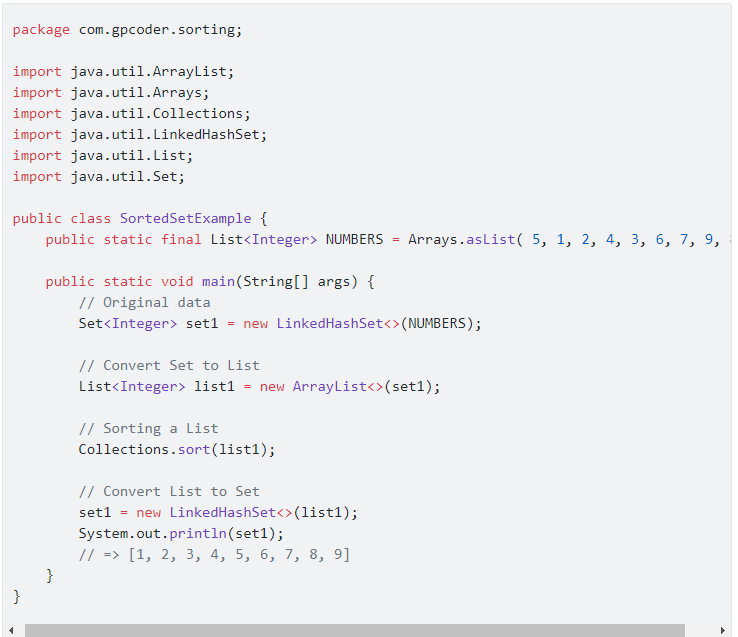 package com.gpcoder.sorting;

import java.util.ArrayList;
import java.util.Arrays;
import java.util.Collections;
import java.util.LinkedHashSet;
import java.util.List;
import java.util.Set;

public class SortedSetExample {
    public static final List<Integer> NUMBERS = Arrays.asList( 5, 1, 2, 4, 3, 6, 7, 9,

    public static void main(String[] args) {
        // Original data
        Set<Integer> set1 = new LinkedHashSet<>(NUMBERS);

        // Convert Set to List
        List<Integer> list1 = new ArrayList<>(set1);

        // Sorting a List
        Collections.sort(list1);

        // Convert List to Set
        set1 = new LinkedHashSet<>(list1);
        System.out.println(set1);
        // => [1, 2, 3, 4, 5, 6, 7, 8, 9]
    }
}